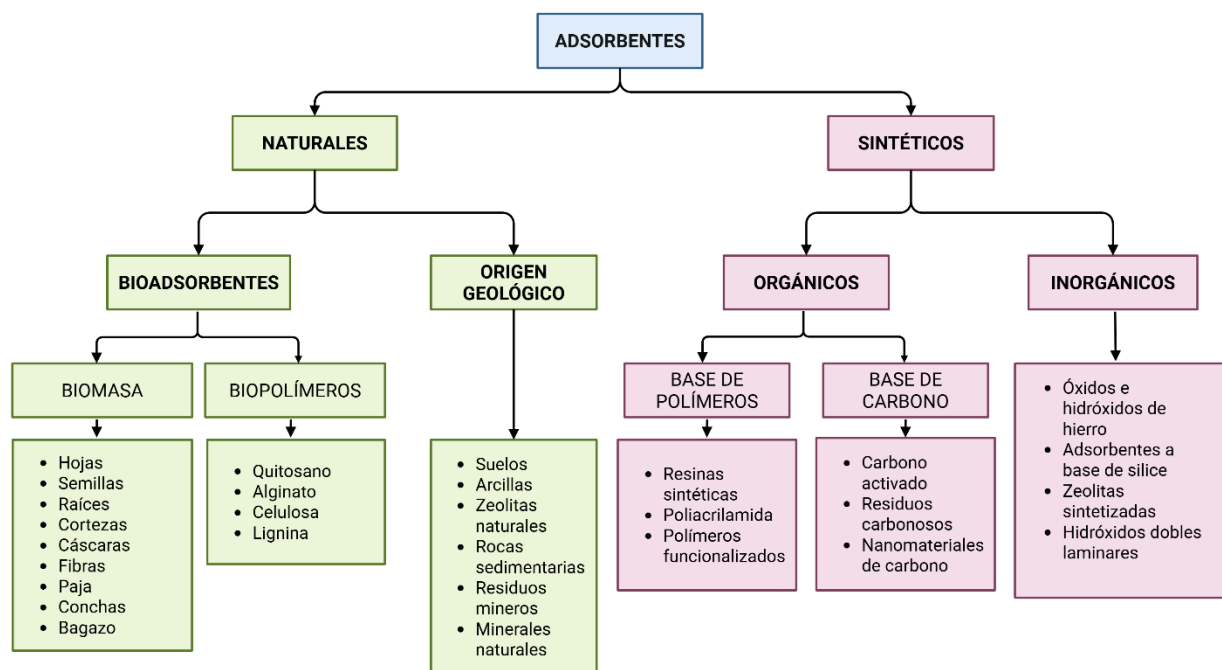 ADSORBENTES
NATURALES
SINTÉTICOS
BIOADSORBENTES
ORIGEN
GEOLÓGICO
ORGÁNICOS
INORGÁNICOS
BIOMASA
BIOPOLÍMEROS
BASE DE
POLÍMEROS
BASE DE
CARBONO
• Hojas
• Semillas
• Raíces
• Cortezas
• Cáscaras
• Fibras
• Paja
• Conchas
• Bagazo
• Quitosano
• Alginato
• Celulosa
• Lignina
• Suelos
• Arcillas
• Zeolitas
naturales
• Rocas
sedimentarias
• Residuos
mineros
• Minerales
naturales
• Resinas
sintéticas
• Poliacrilamida
• Polímeros
funcionalizados
• Carbono
activado
• Residuos
carbonosos
• Nanomateriales
de carbono
• Óxidos e
hidróxidos de
hierro
• Adsorbentes a
base de silice
• Zeolitas
sintetizadas
• Hidróxidos dobles
laminares